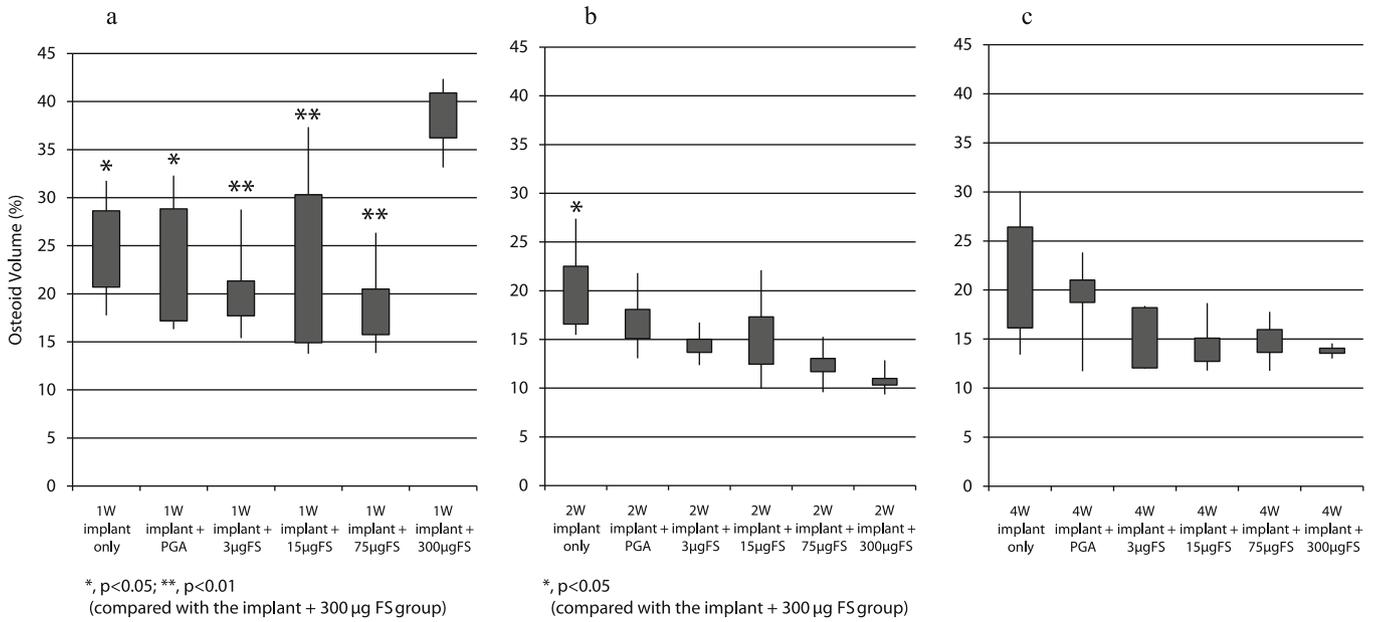 a
b
c
Osteoid Volume (%)
45
40
35
30
25
20
15
10
5
0
*
*
**
**
**
1W
implant
only
1W
implant +
PGA
1W
implant +
3µgFS
1W
implant +
15µgFS
1W
implant +
75µgFS
1W
implant +
300µgFS
*, p<0.05; **, p<0.01
(compared with the implant + 300 µg FS group)
45
40
35
30
25
20
15
10
5
0
*
2W
implant
only
2W
implant +
PGA
2W
implant +
3µgFS
2W
implant +
15µgFS
2W
implant +
75µgFS
2W
implant +
300µgFS
*, p<0.05
(compared with the implant + 300 µg FS group)
45
40
35
30
25
20
15
10
5
0
4W
implant
only
4W
implant +
PGA
4W
implant +
3µgFS
4W
implant +
15µgFS
4W
implant +
75µgFS
4W
implant +
300µgFS